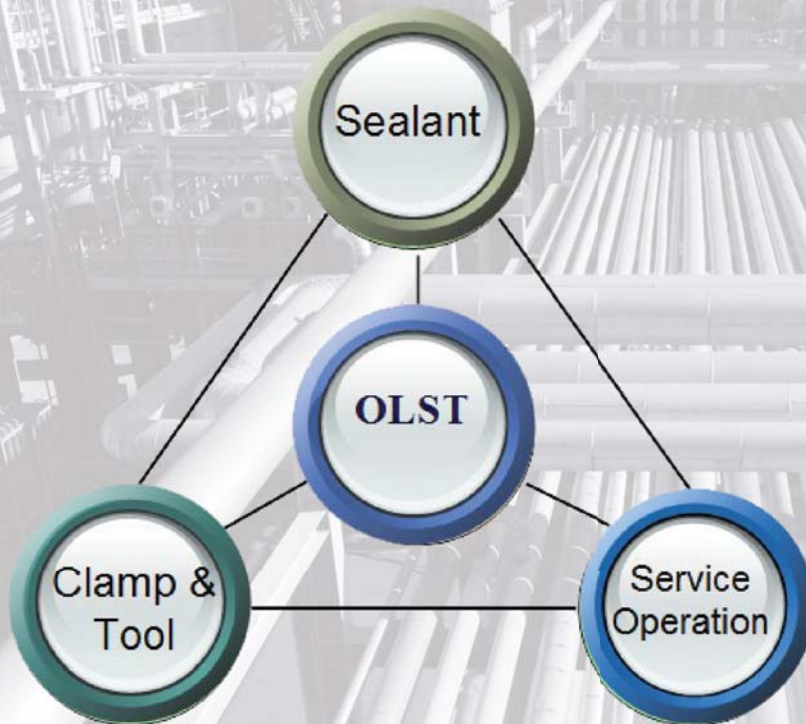 Sealant
OLST
Clamp &
Tool
Service
Operation